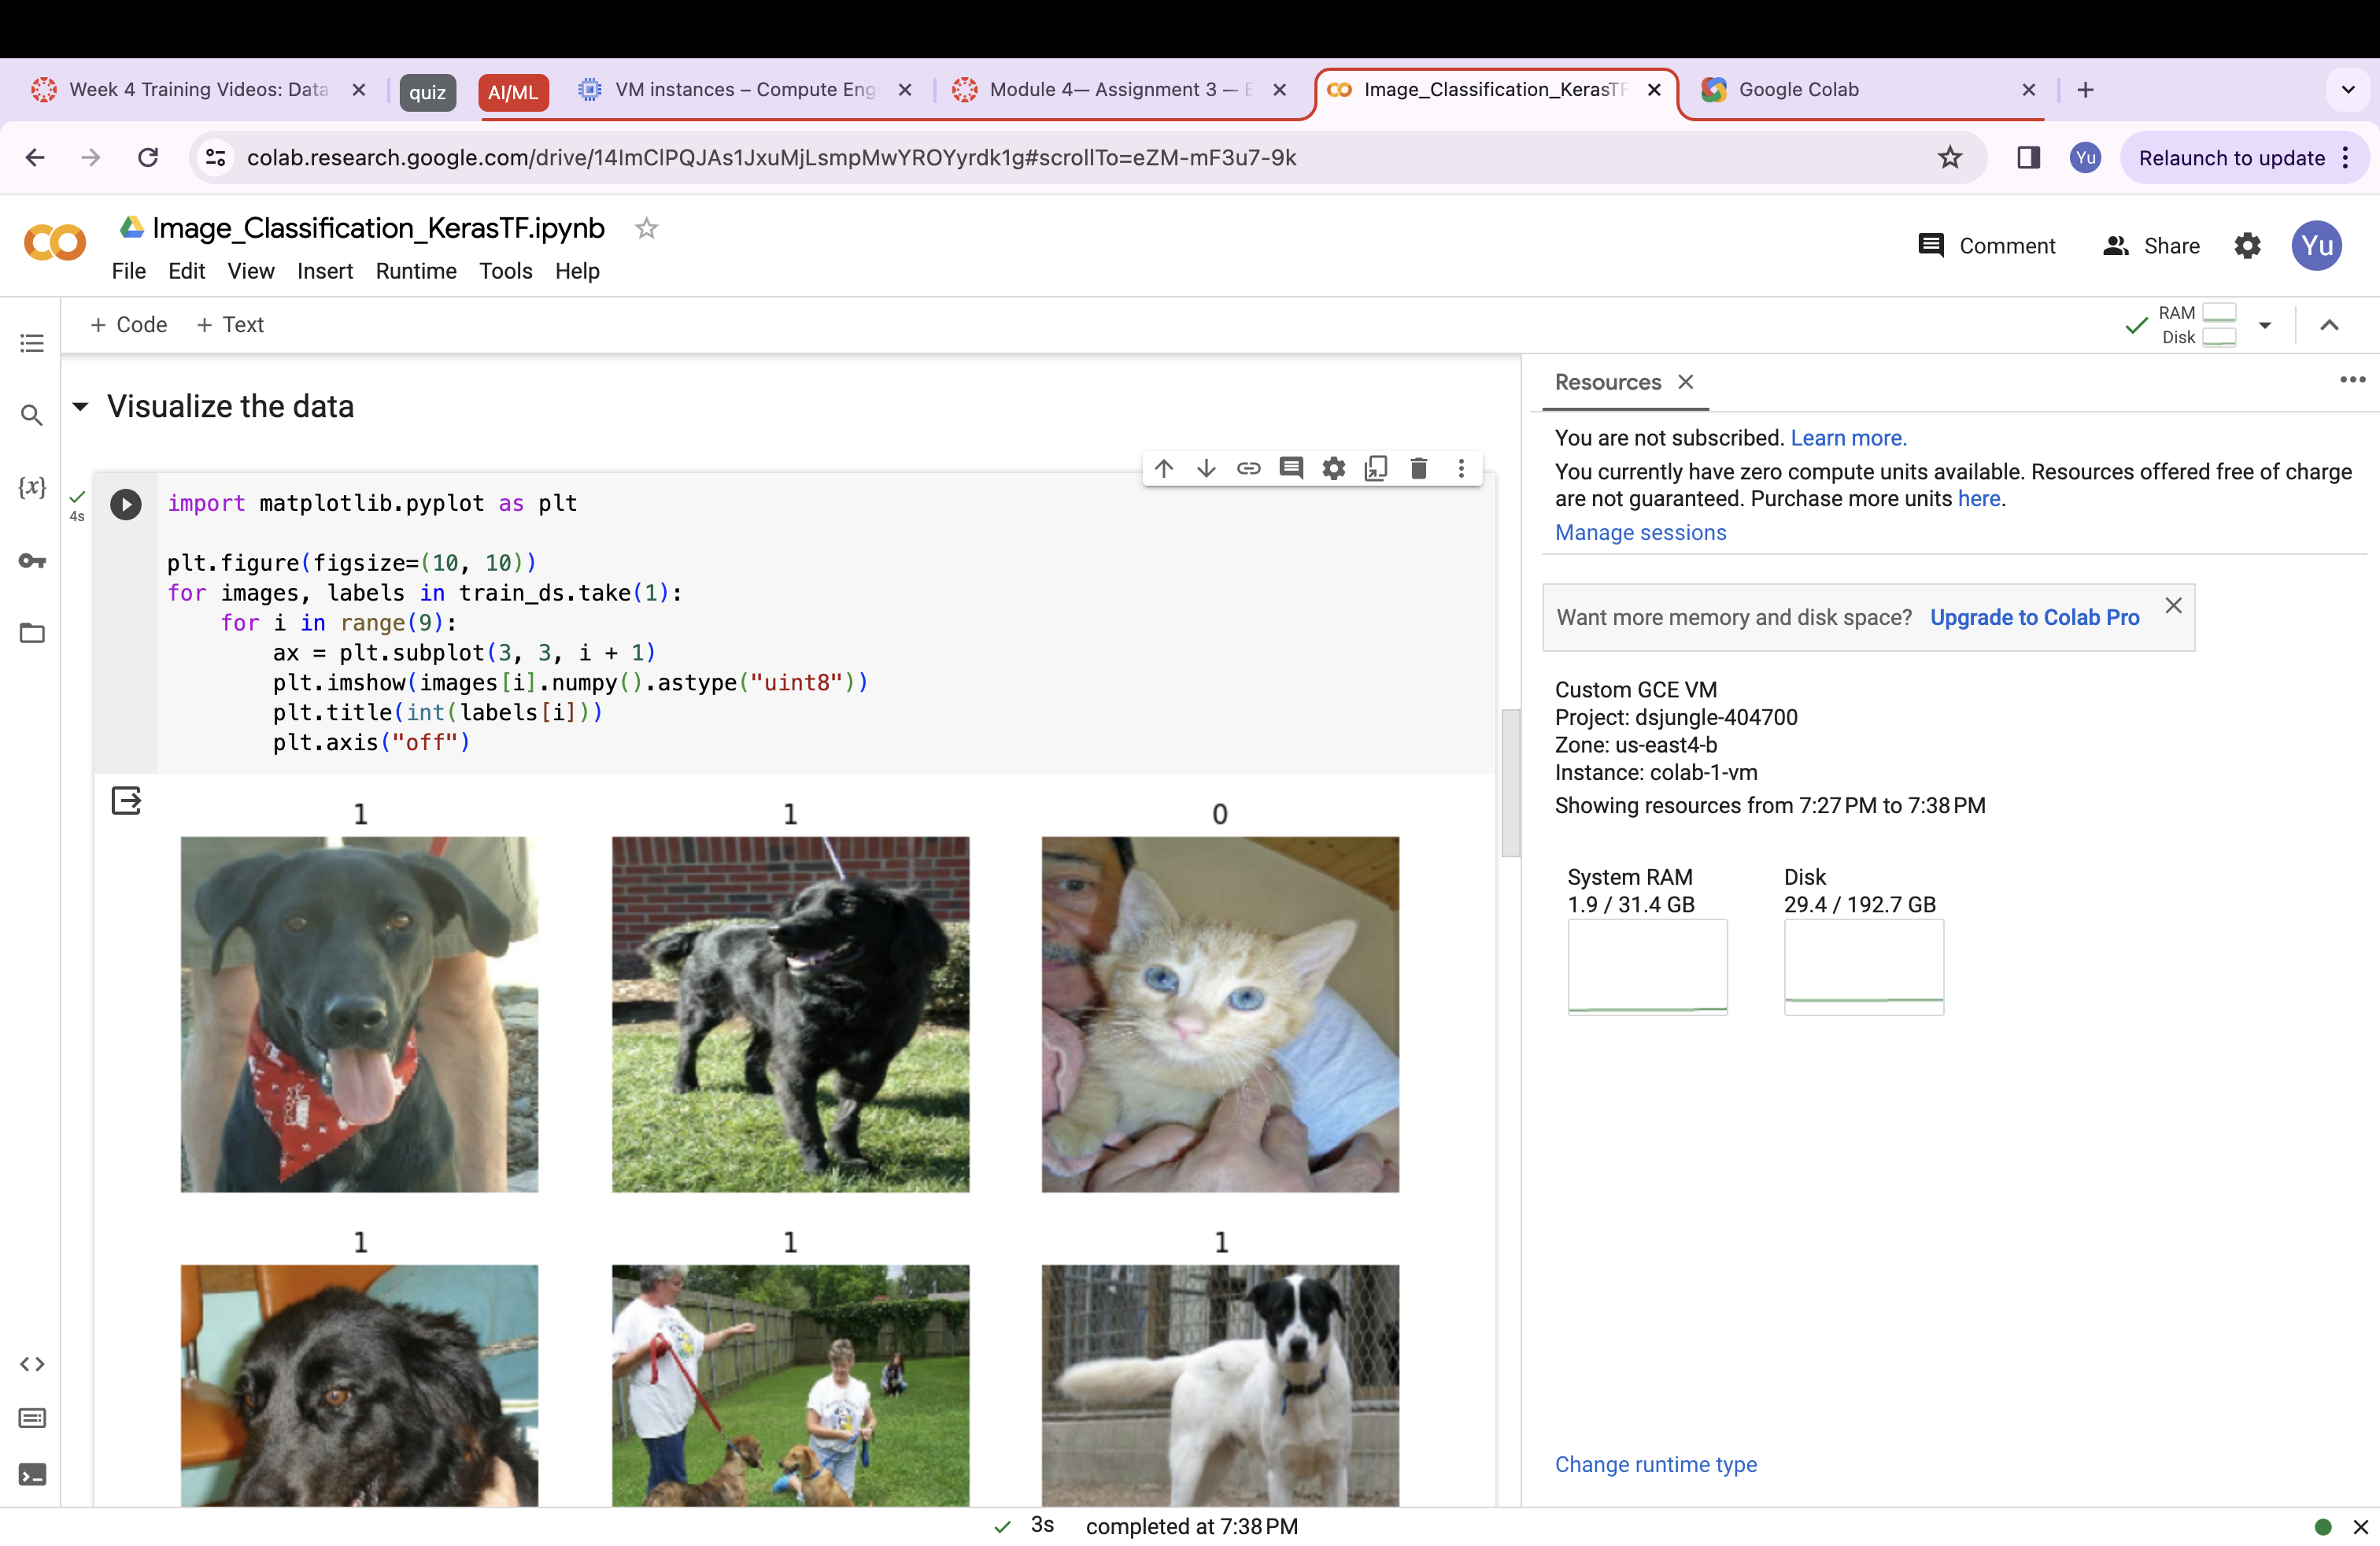 Week 4 Training Videos: Data
quiz
AI/ML
VM instances – Compute Eng
Module 4— Assignment 3 — E
Image_Classification_KerasTF
Google Colab
colab.research.google.com/drive/14ImClPQJAs1JxuMjLsmpMwYROYyrdk1g#scrollTo=eZM-mF3u7-9k
Yu
Relaunch to update
Image_Classification_KerasTF.ipynb
File Edit View Insert Runtime Tools Help
Comment
Share
Yu
+ Code + Text
RAM
Disk
Visualize the data
4s
import matplotlib.pyplot as plt
plt.figure(figsize=(10, 10))
for images, labels in train_ds.take(1):
    for i in range(9):
        ax = plt.subplot(3, 3, i + 1)
        plt.imshow(images[i].numpy().astype("uint8"))
        plt.title(int(labels[i]))
        plt.axis("off")
1 1 0
1 1 1
Resources
You are not subscribed. Learn more.
You currently have zero compute units available. Resources offered free of charge
are not guaranteed. Purchase more units here.
Manage sessions
Want more memory and disk space? Upgrade to Colab Pro
Custom GCE VM
Project: dsjungle-404700
Zone: us-east4-b
Instance: colab-1-vm
Showing resources from 7:27 PM to 7:38 PM
System RAM
1.9 / 31.4 GB
Disk
29.4 / 192.7 GB
Change runtime type
3s completed at 7:38 PM